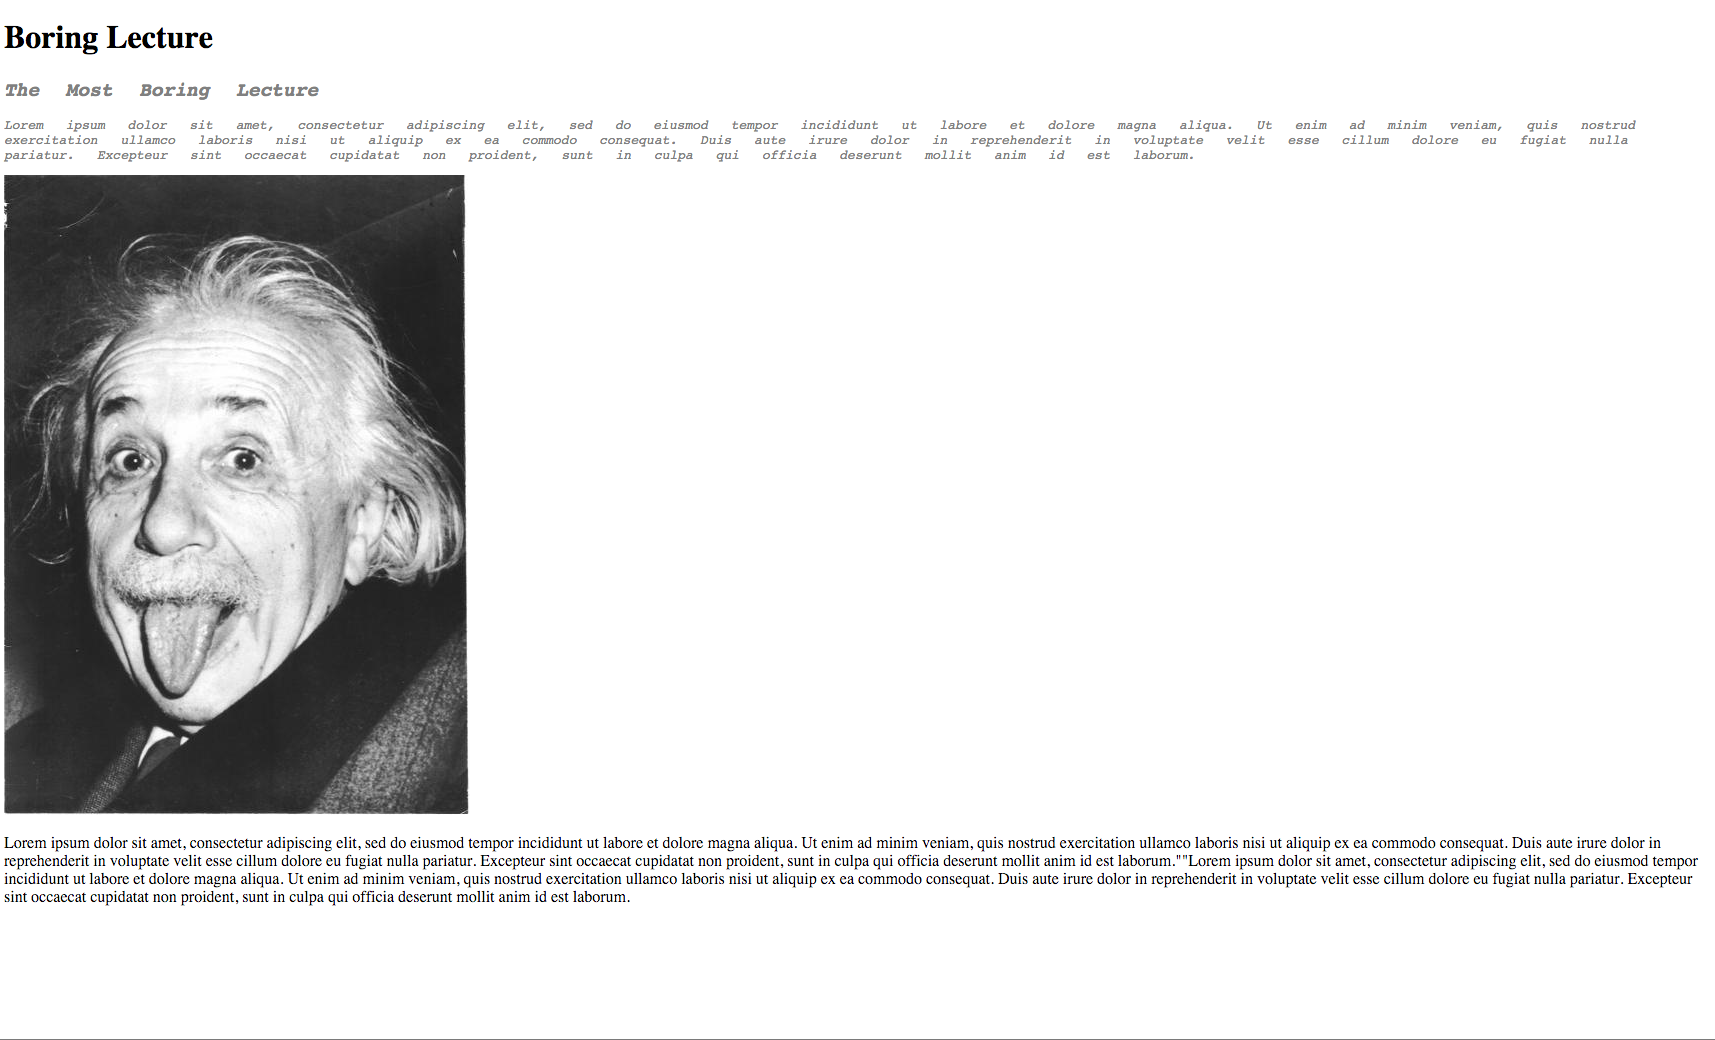 Boring Lecture
The Most Boring Lecture
Lorem ipsum dolor sit amet, consectetur adipiscing elit, sed do eiusmod tempor incididunt ut labore et dolore magna aliqua. Ut enim ad minim veniam, quis nostrud
exercitation ullamco laboris nisi ut aliquip ex ea commodo consequat. Duis aute irure dolor in reprehenderit in voluptate velit esse cillum dolore eu fugiat nulla
pariatur. Excepteur sint occaecat cupidatat non proident, sunt in culpa qui officia deserunt mollit anim id est laborum.
Lorem ipsum dolor sit amet, consectetur adipiscing elit, sed do eiusmod tempor incididunt ut labore et dolore magna aliqua. Ut enim ad minim veniam, quis nostrud exercitation ullamco laboris nisi ut aliquip ex ea commodo consequat. Duis aute irure dolor in
reprehenderit in voluptate velit esse cillum dolore eu fugiat nulla pariatur. Excepteur sint occaecat cupidatat non proident, sunt in culpa qui officia deserunt mollit anim id est laborum.""Lorem ipsum dolor sit amet, consectetur adipiscing elit, sed do eiusmod tempor
incididunt ut labore et dolore magna aliqua. Ut enim ad minim veniam, quis nostrud exercitation ullamco laboris nisi ut aliquip ex ea commodo consequat. Duis aute irure dolor in reprehenderit in voluptate velit esse cillum dolore eu fugiat nulla pariatur. Excepteur
sint occaecat cupidatat non proident, sunt in culpa qui officia deserunt mollit anim id est laborum.